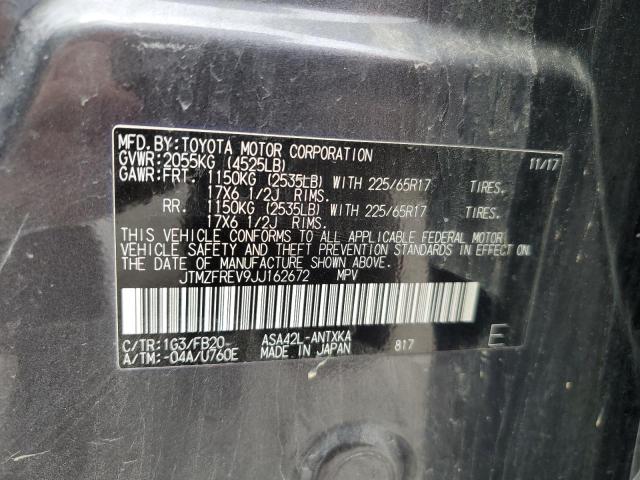 MFD.BY:TOYOTA MOTOR CORPORATION 11/17
GVWR:2055KG (4525LB)
GAWR:FRT. 1150KG (2535LB) WITH 225/65R17 TIRES.
17X6 1/2J RIMS.
RR. 1150KG (2535LB) WITH 225/65R17 TIRES.
17X6 1/2J RIMS.
THIS VEHICLE CONFORMS TO ALL APPLICABLE FEDERAL MOTOR
VEHICLE SAFETY AND THEFT PREVENTION STANDARDS IN EFFECT ON
THE DATE OF MANUFACTURE SHOWN ABOVE.
JTMZFREV9JJ162672 MPV
C/TR:1G3/FB20- ASA42L-ANTXKA 817 E
A/TM:-04A/U760E MADE IN JAPAN